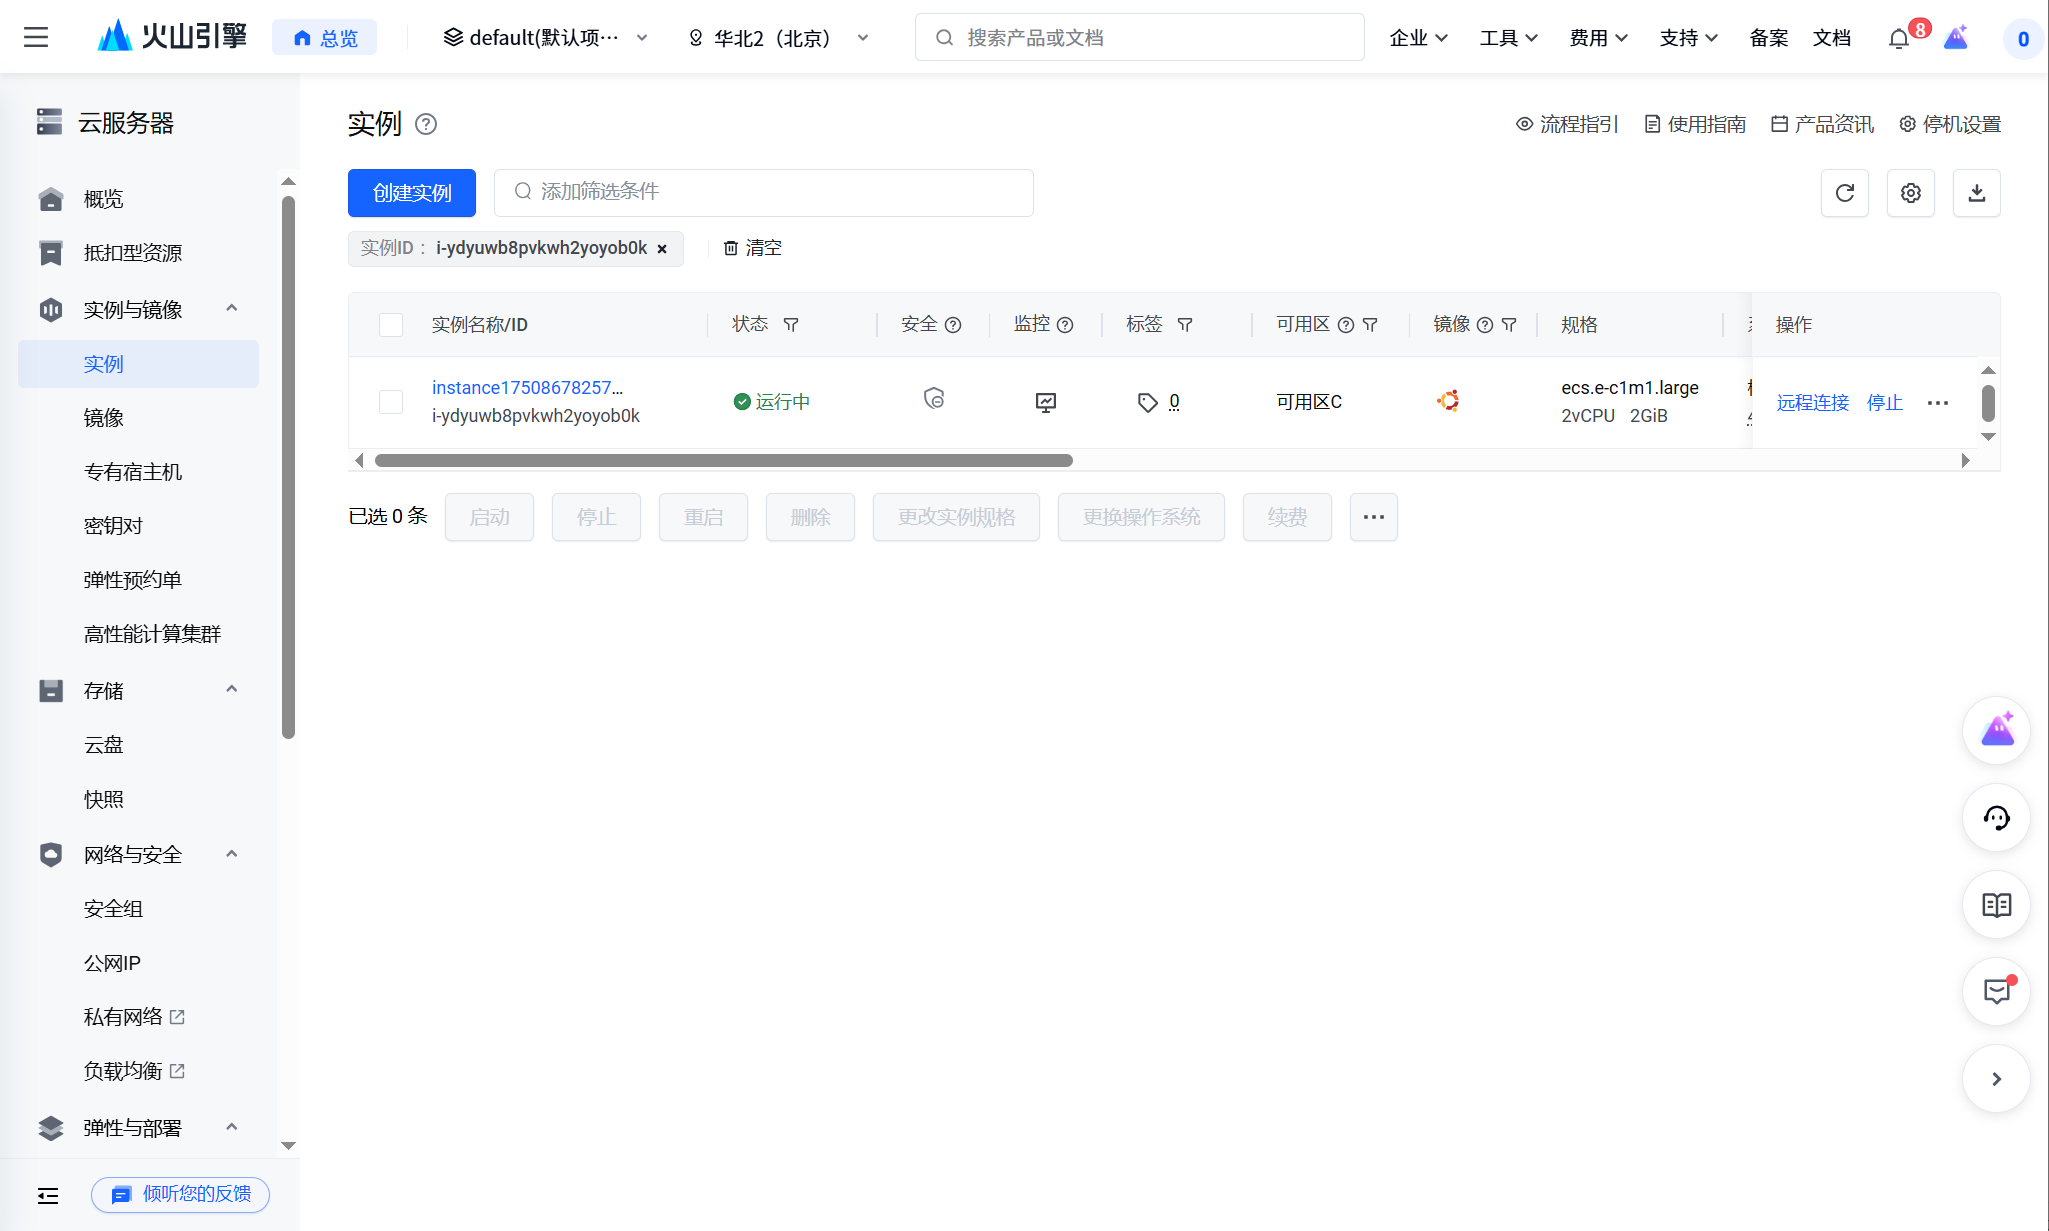 火山引擎
总览
default(默认项···
华北2（北京）
搜索产品或文档
企业
工具
费用
支持
备案
文档
8
0
云服务器
概览
抵扣型资源
实例与镜像
实例
镜像
专有宿主机
密钥对
弹性预约单
高性能计算集群
存储
云盘
快照
网络与安全
安全组
公网IP
私有网络
负载均衡
弹性与部署
倾听您的反馈
实例
流程指引
使用指南
产品资讯
停机设置
创建实例
添加筛选条件
实例ID： i-ydyuwb8pvkwh2yoyob0k
清空
实例名称/ID 状态 安全 监控 标签 可用区 镜像 规格 操作
instance17508678257...
i-ydyuwb8pvkwh2yoyob0k
运行中
0
可用区C
ecs.e-c1m1.large
2vCPU 2GiB
远程连接 停止 ···
已选 0 条 启动 停止 重启 删除 更改实例规格 更换操作系统 续费 ···